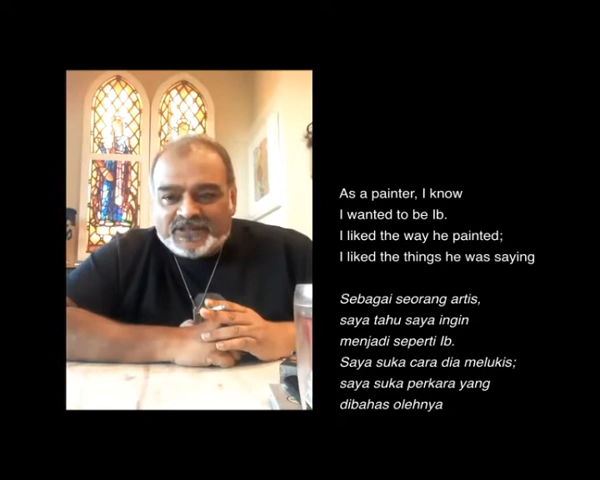 As a painter, I know
I wanted to be Ib.
I liked the way he painted;
I liked the things he was saying
Sebagai seorang artis,
saya tahu saya ingin
menjadi seperti Ib.
Saya suka cara dia melukis;
saya suka perkara yang
dibahas olehnya